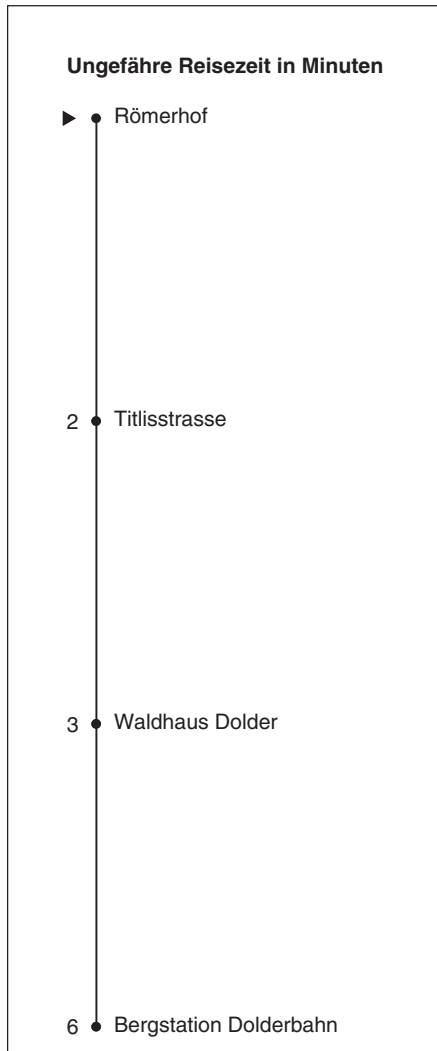 Ungefähre Reisezeit in Minuten
Römerhof
2 Titlisstrasse
3 Waldhaus Dolder
6 Bergstation Dolderbahn